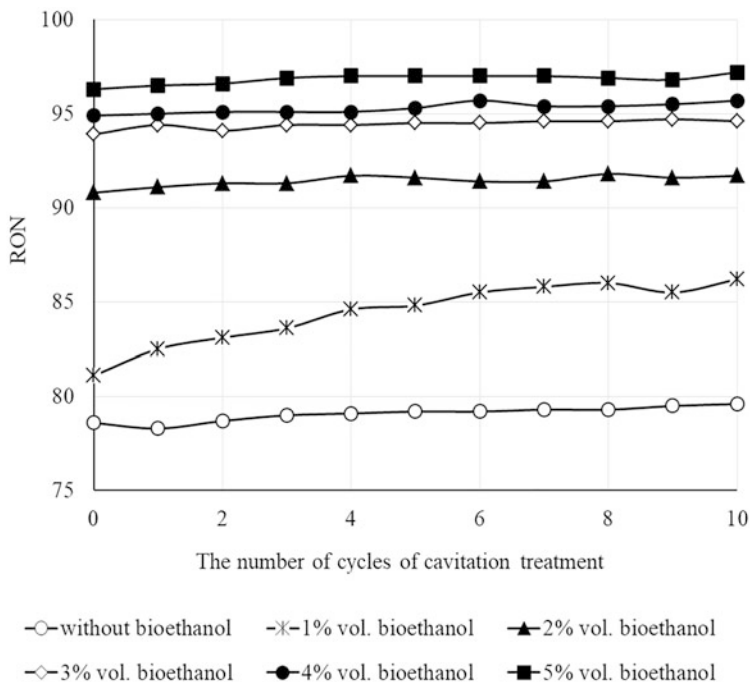 100
95
90
85
80
75
RON
0 2 4 6 8 10
The number of cycles of cavitation treatment
without bioethanol 1% vol. bioethanol 2% vol. bioethanol
3% vol. bioethanol 4% vol. bioethanol 5% vol. bioethanol